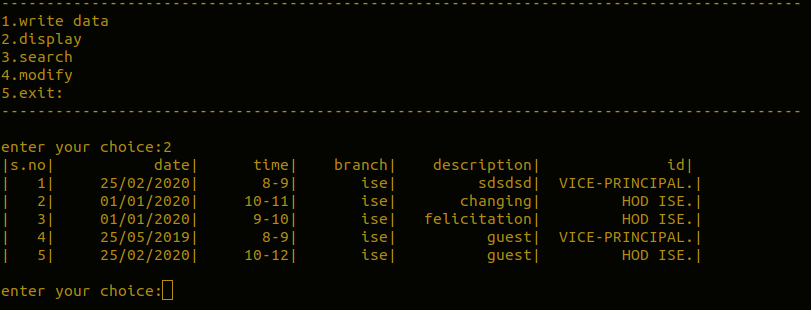 --------------------------------------------------------------------------------
1.write data
2.display
3.search
4.modify
5.exit:
--------------------------------------------------------------------------------
enter your choice:2
|s.no|           date|      time|    branch|    description|              id|
|   1|     25/02/2020|       8-9|       ise|         sdsdsd|  VICE-PRINCIPAL.|
|   2|     01/01/2020|     10-11|       ise|       changing|         HOD ISE.|
|   3|     01/01/2020|      9-10|       ise|   felicitation|         HOD ISE.|
|   4|     25/05/2019|       8-9|       ise|          guest|  VICE-PRINCIPAL.|
|   5|     25/02/2020|     10-12|       ise|          guest|         HOD ISE.|
enter your choice: